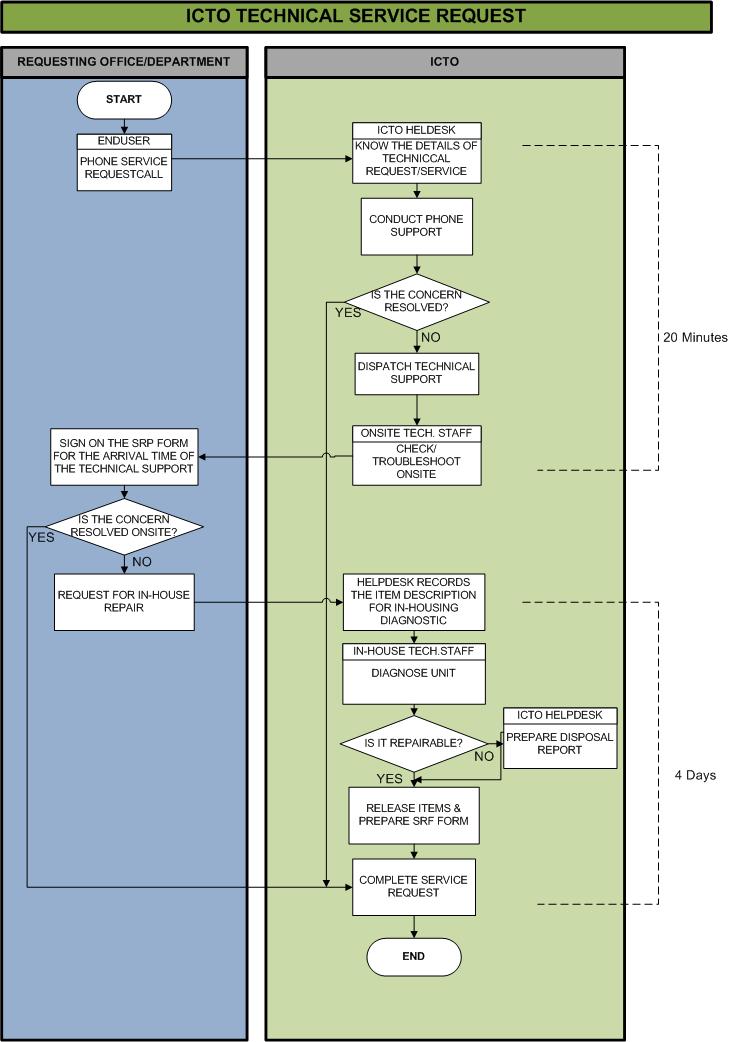 ICTO TECHNICAL SERVICE REQUEST
REQUESTING OFFICE/DEPARTMENT
ICTO
START
ENDUSER
PHONE SERVICE
REQUESTCALL
ICTO HELDESK
KNOW THE DETAILS OF
TECHNICCAL
REQUEST/SERVICE
CONDUCT PHONE
SUPPORT
IS THE CONCERN
RESOLVED?
YES
NO
20 Minutes
DISPATCH TECHNICAL
SUPPORT
ONSITE TECH. STAFF
CHECK/
TROUBLESHOOT
ONSITE
SIGN ON THE SRP FORM
FOR THE ARRIVAL TIME OF
THE TECHNICAL SUPPORT
IS THE CONCERN
RESOLVED ONSITE?
YES
NO
REQUEST FOR IN-HOUSE
REPAIR
HELPDESK RECORDS
THE ITEM DESCRIPTION
FOR IN-HOUSING
DIAGNOSTIC
IN-HOUSE TECH.STAFF
DIAGNOSE UNIT
IS IT REPAIRABLE?
NO
YES
ICTO HELPDESK
PREPARE DISPOSAL
REPORT
4 Days
RELEASE ITEMS &
PREPARE SRF FORM
COMPLETE SERVICE
REQUEST
END